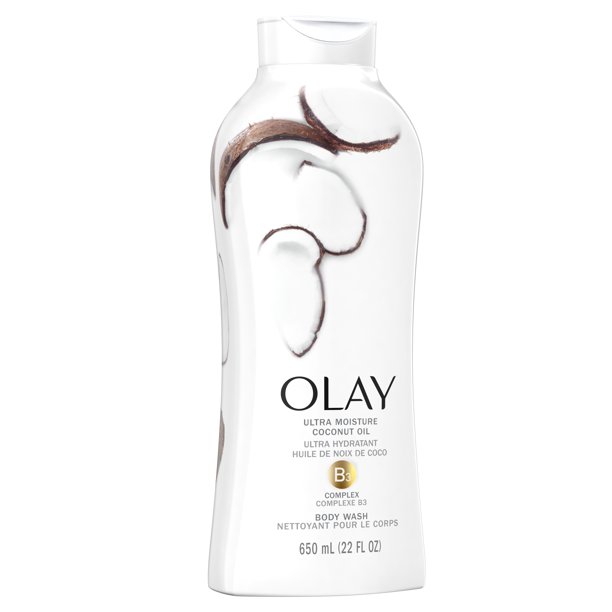 OLAY
ULTRA MOISTURE
COCONUT OIL
ULTRA HYDRATANT
HUILE DE NOIX DE COCO
B3
COMPLEX
COMPLEXE B3
BODY WASH
NETTOYANT POUR LE CORPS
650 mL (22 FL OZ)